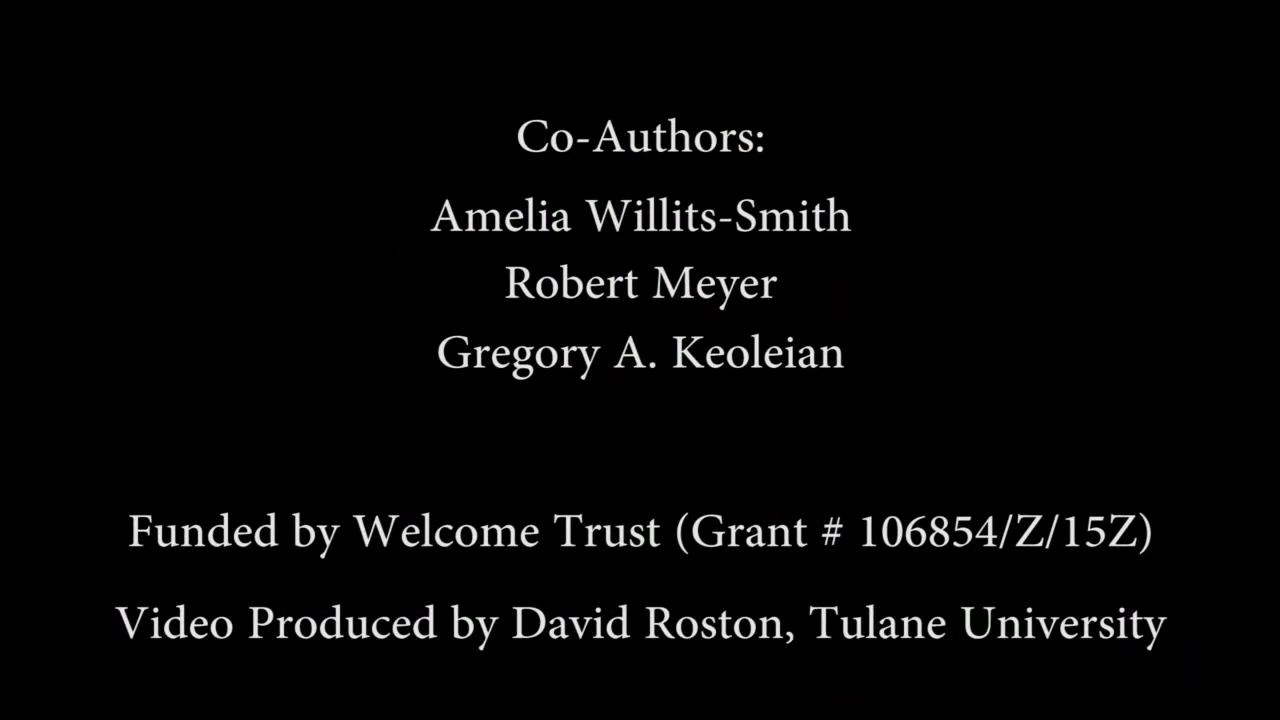 Co-Authors:
Amelia Willits-Smith
Robert Meyer
Gregory A. Keoleian
Funded by Welcome Trust (Grant # 106854/Z/15Z)
Video Produced by David Roston, Tulane University